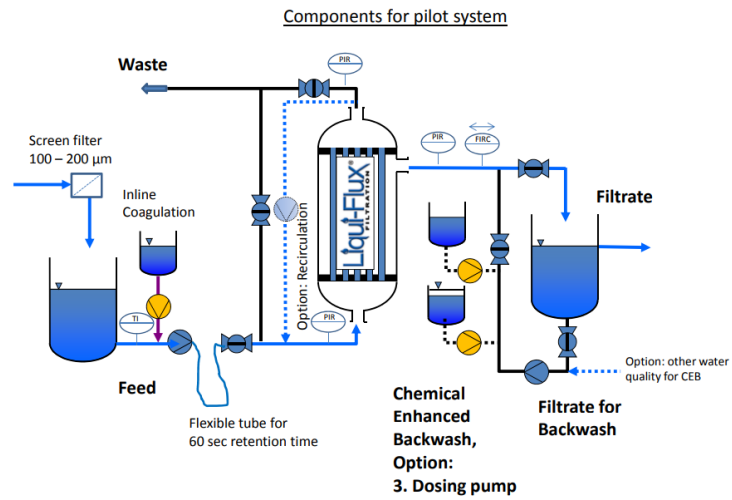 Components for pilot system
Waste
PIR
Screen filter
100 – 200 µm
Inline
Coagulation
Option: Recirculation
Liqui-Flux®
FILTRATION
PIR
FIRC
Filtrate
TI
PIR
Feed
Flexible tube for
60 sec retention time
Chemical
Enhanced
Backwash,
Option:
3. Dosing pump
Filtrate for
Backwash
Option: other water
quality for CEB